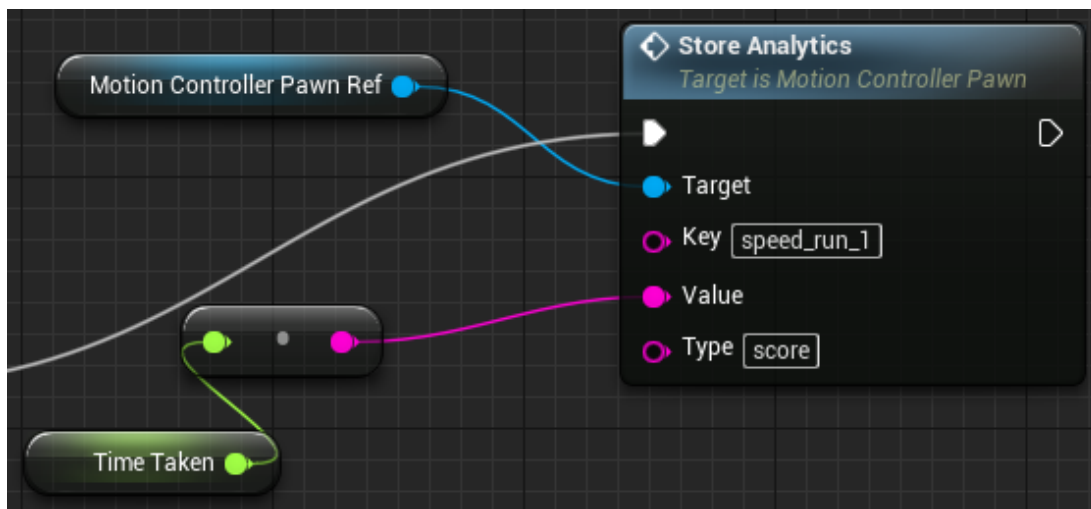 Store Analytics
Target is Motion Controller Pawn
Motion Controller Pawn Ref
Target
Key speed_run_1
Value
Type score
Time Taken